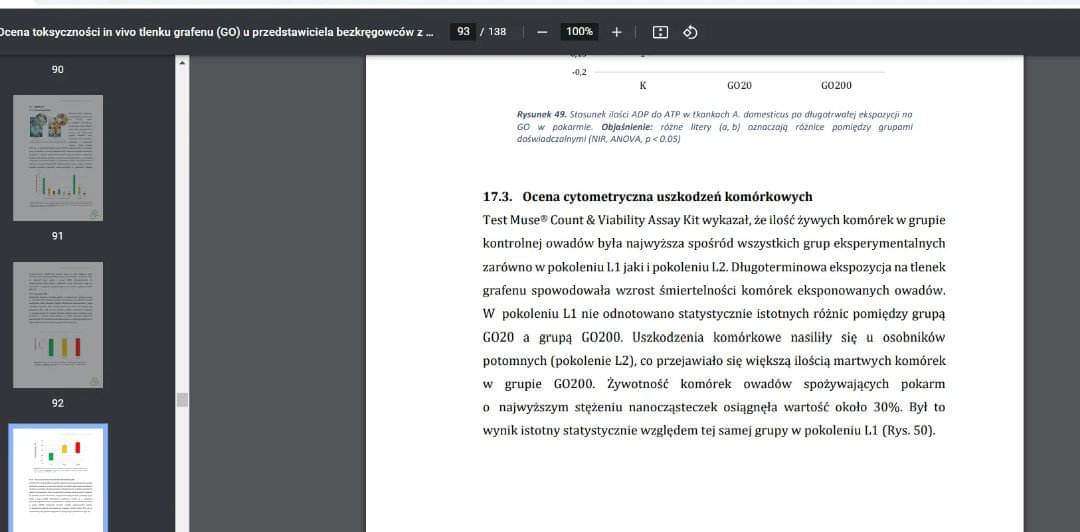 Ocena toksyczności in vivo tlenku grafenu (GO) u przedstawiciela bezkręgowców z ...
93 / 138
100%
90
91
92
-0,2
K GO20 GO200
Rysunek 49. Stosunek ilości ADP do ATP w tkankach A. domesticus po długotrwałej ekspozycji na
GO w pokarmie. Objaśnienie: różne litery (a, b) oznaczają różnice pomiędzy grupami
doświadczalnymi (NIR, ANOVA, p < 0.05)
17.3. Ocena cytometryczna uszkodzeń komórkowych
Test Muse® Count & Viability Assay Kit wykazał, że ilość żywych komórek w grupie
kontrolnej owadów była najwyższa spośród wszystkich grup eksperymentalnych
zarówno w pokoleniu L1 jaki i pokoleniu L2. Długoterminowa ekspozycja na tlenek
grafenu spowodowała wzrost śmiertelności komórek eksponowanych owadów.
W pokoleniu L1 nie odnotowano statystycznie istotnych różnic pomiędzy grupą
GO20 a grupą GO200. Uszkodzenia komórkowe nasiliły się u osobników
potomnych (pokolenie L2), co przejawiało się większą ilością martwych komórek
w grupie GO200. Żywotność komórek owadów spożywających pokarm
o najwyższym stężeniu nanocząsteczek osiągnęła wartość około 30%. Był to
wynik istotny statystycznie względem tej samej grupy w pokoleniu L1 (Rys. 50).